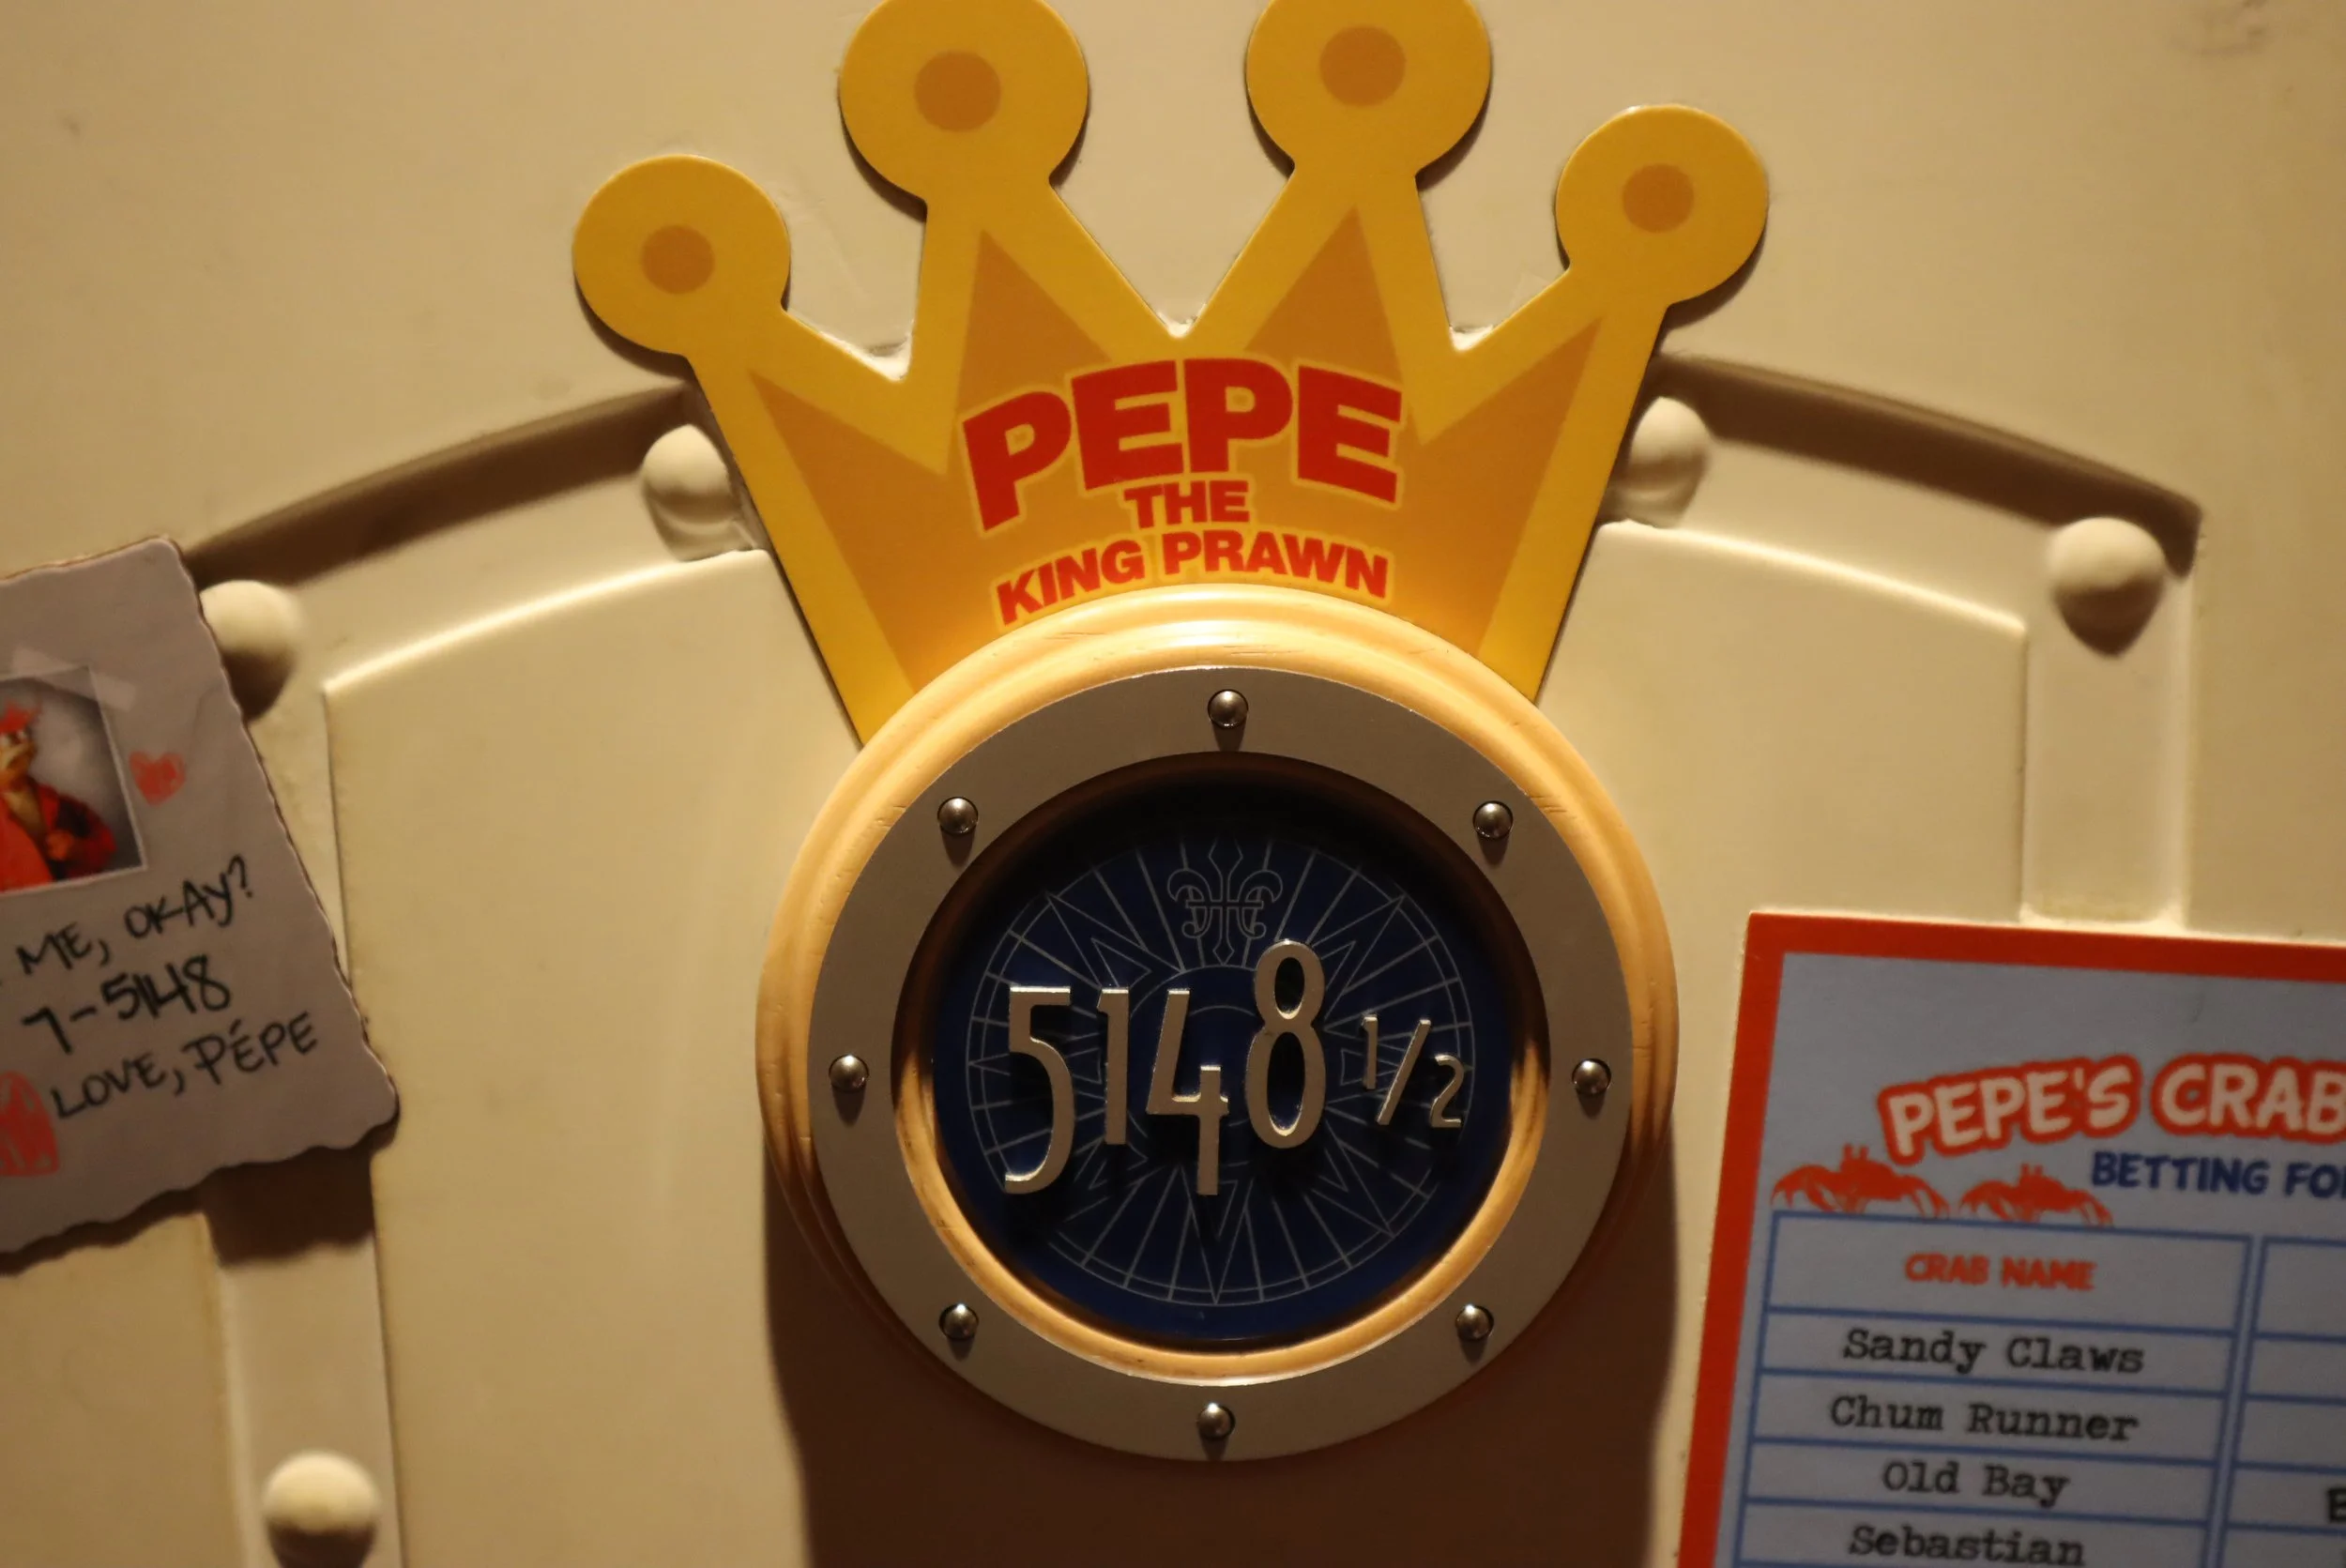 PEPE
THE
KING PRAWN
5148 1/2
ME, OKAY?
7-5148
LOVE, PÉPE
PEPE'S CRAB
BETTING
CRAB NAME
Sandy Claws
Chum Runner
Old Bay
Sebastian